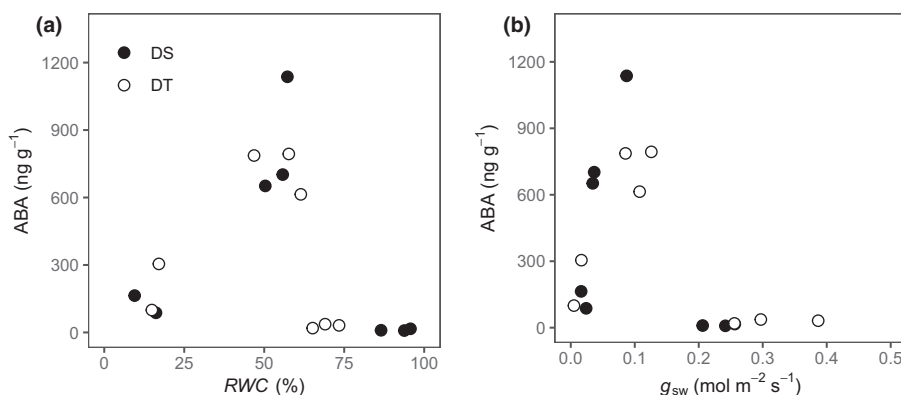 (a)
DS
DT
ABA (ng g⁻¹)
1200
900
600
300
0
0 25 50 75 100
RWC (%)
(b)
ABA (ng g⁻¹)
1200
900
600
300
0
0.0 0.1 0.2 0.3 0.4 0.5
g_sw (mol m⁻² s⁻¹)